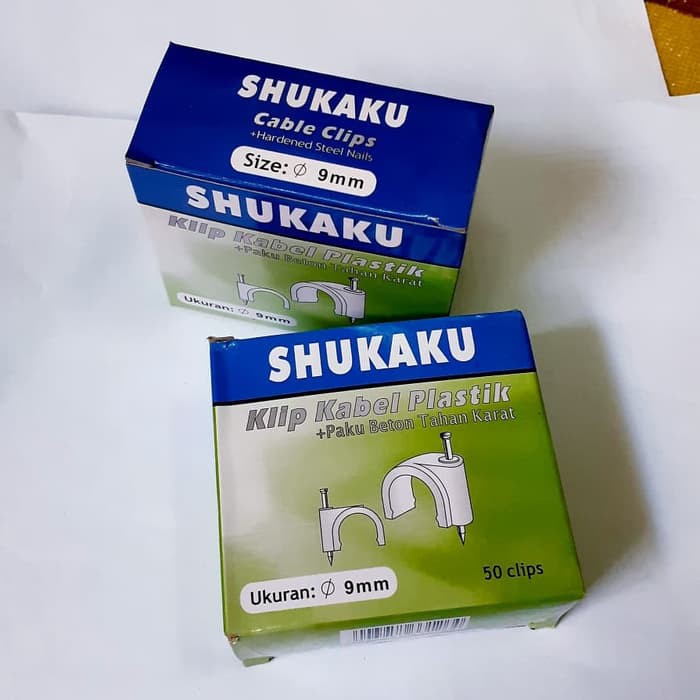 SHUKAKU
Cable Clips
+Hardened Steel Nails
Size: ∅ 9mm
SHUKAKU
Klip Kabel Plastik
+Paku Beton Tahan Karat
Ukuran: ∅ 9mm
SHUKAKU
Klip Kabel Plastik
+Paku Beton Tahan Karat
Ukuran: ∅ 9mm
50 clips